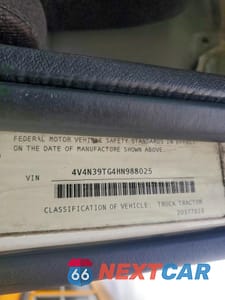 FEDERAL MOTOR VEHICLE SAFETY STANDARDS IN EFFECT
ON THE DATE OF MANUFACTURE SHOWN ABOVE.
VIN 4V4N39TG4HN988025
CLASSIFICATION OF VEHICLE: TRUCK TRACTOR
66 NEXTCAR